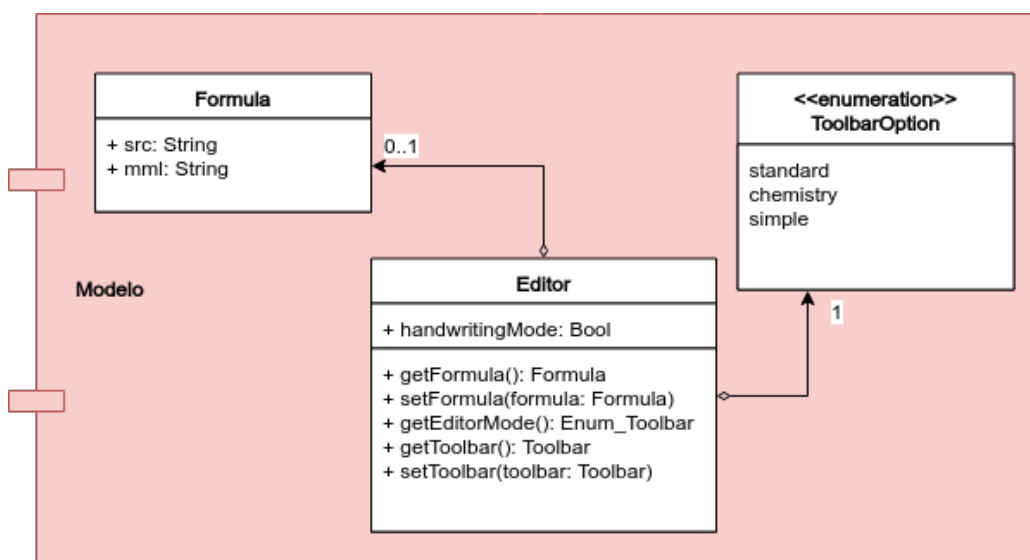 Formula
+ src: String
+ mml: String
0..1
<<enumeration>>
ToolbarOption
standard
chemistry
simple
Modelo
Editor
+ handwritingMode: Bool
+ getFormula(): Formula
+ setFormula(formula: Formula)
+ getEditorMode(): Enum_Toolbar
+ getToolbar(): Toolbar
+ setToolbar(toolbar: Toolbar)
1